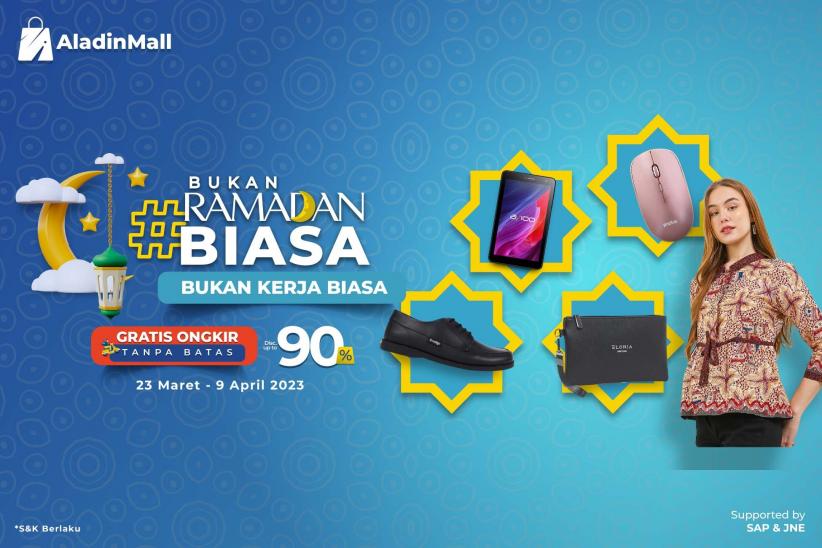 AladinMall
BUKAN
#RAMADAN
BIASA
BUKAN KERJA BIASA
GRATIS ONGKIR
TANPA BATAS
Disc.
up to
90%
23 Maret - 9 April 2023
ELORIA
*S&K Berlaku
Supported by
SAP & JNE